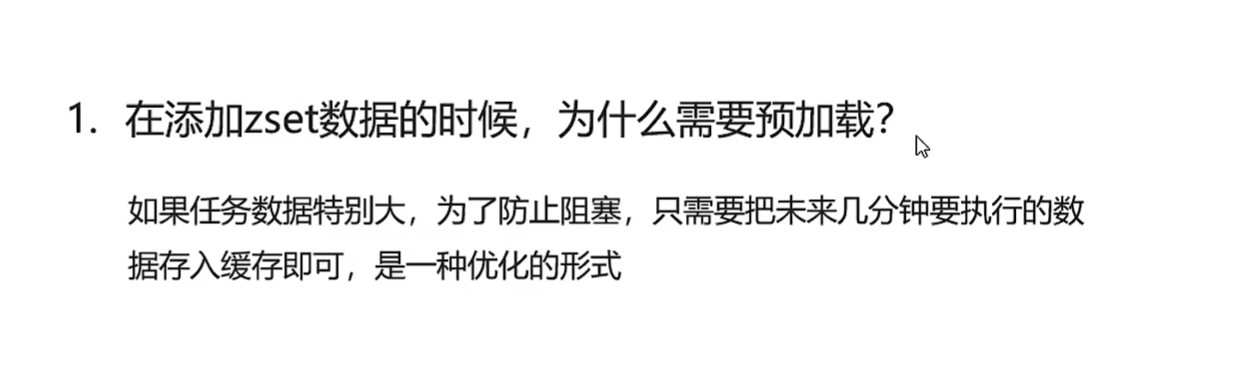 1. 在添加zset数据的时候，为什么需要预加载？
如果任务数据特别大，为了防止阻塞，只需要把未来几分钟要执行的数
据存入缓存即可，是一种优化的形式